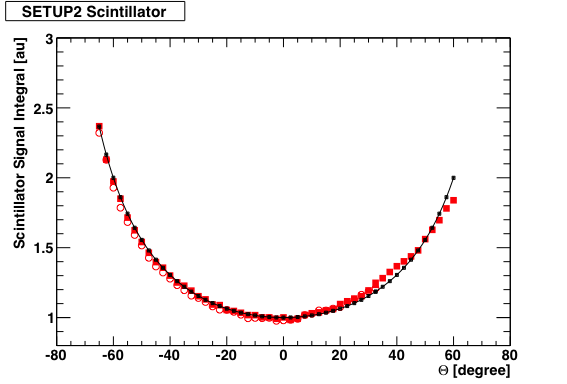 SETUP2 Scintillator
Scintillator Signal Integral [au]
3
2.5
2
1.5
1
-80 -60 -40 -20 0 20 40 60 80
Θ [degree]